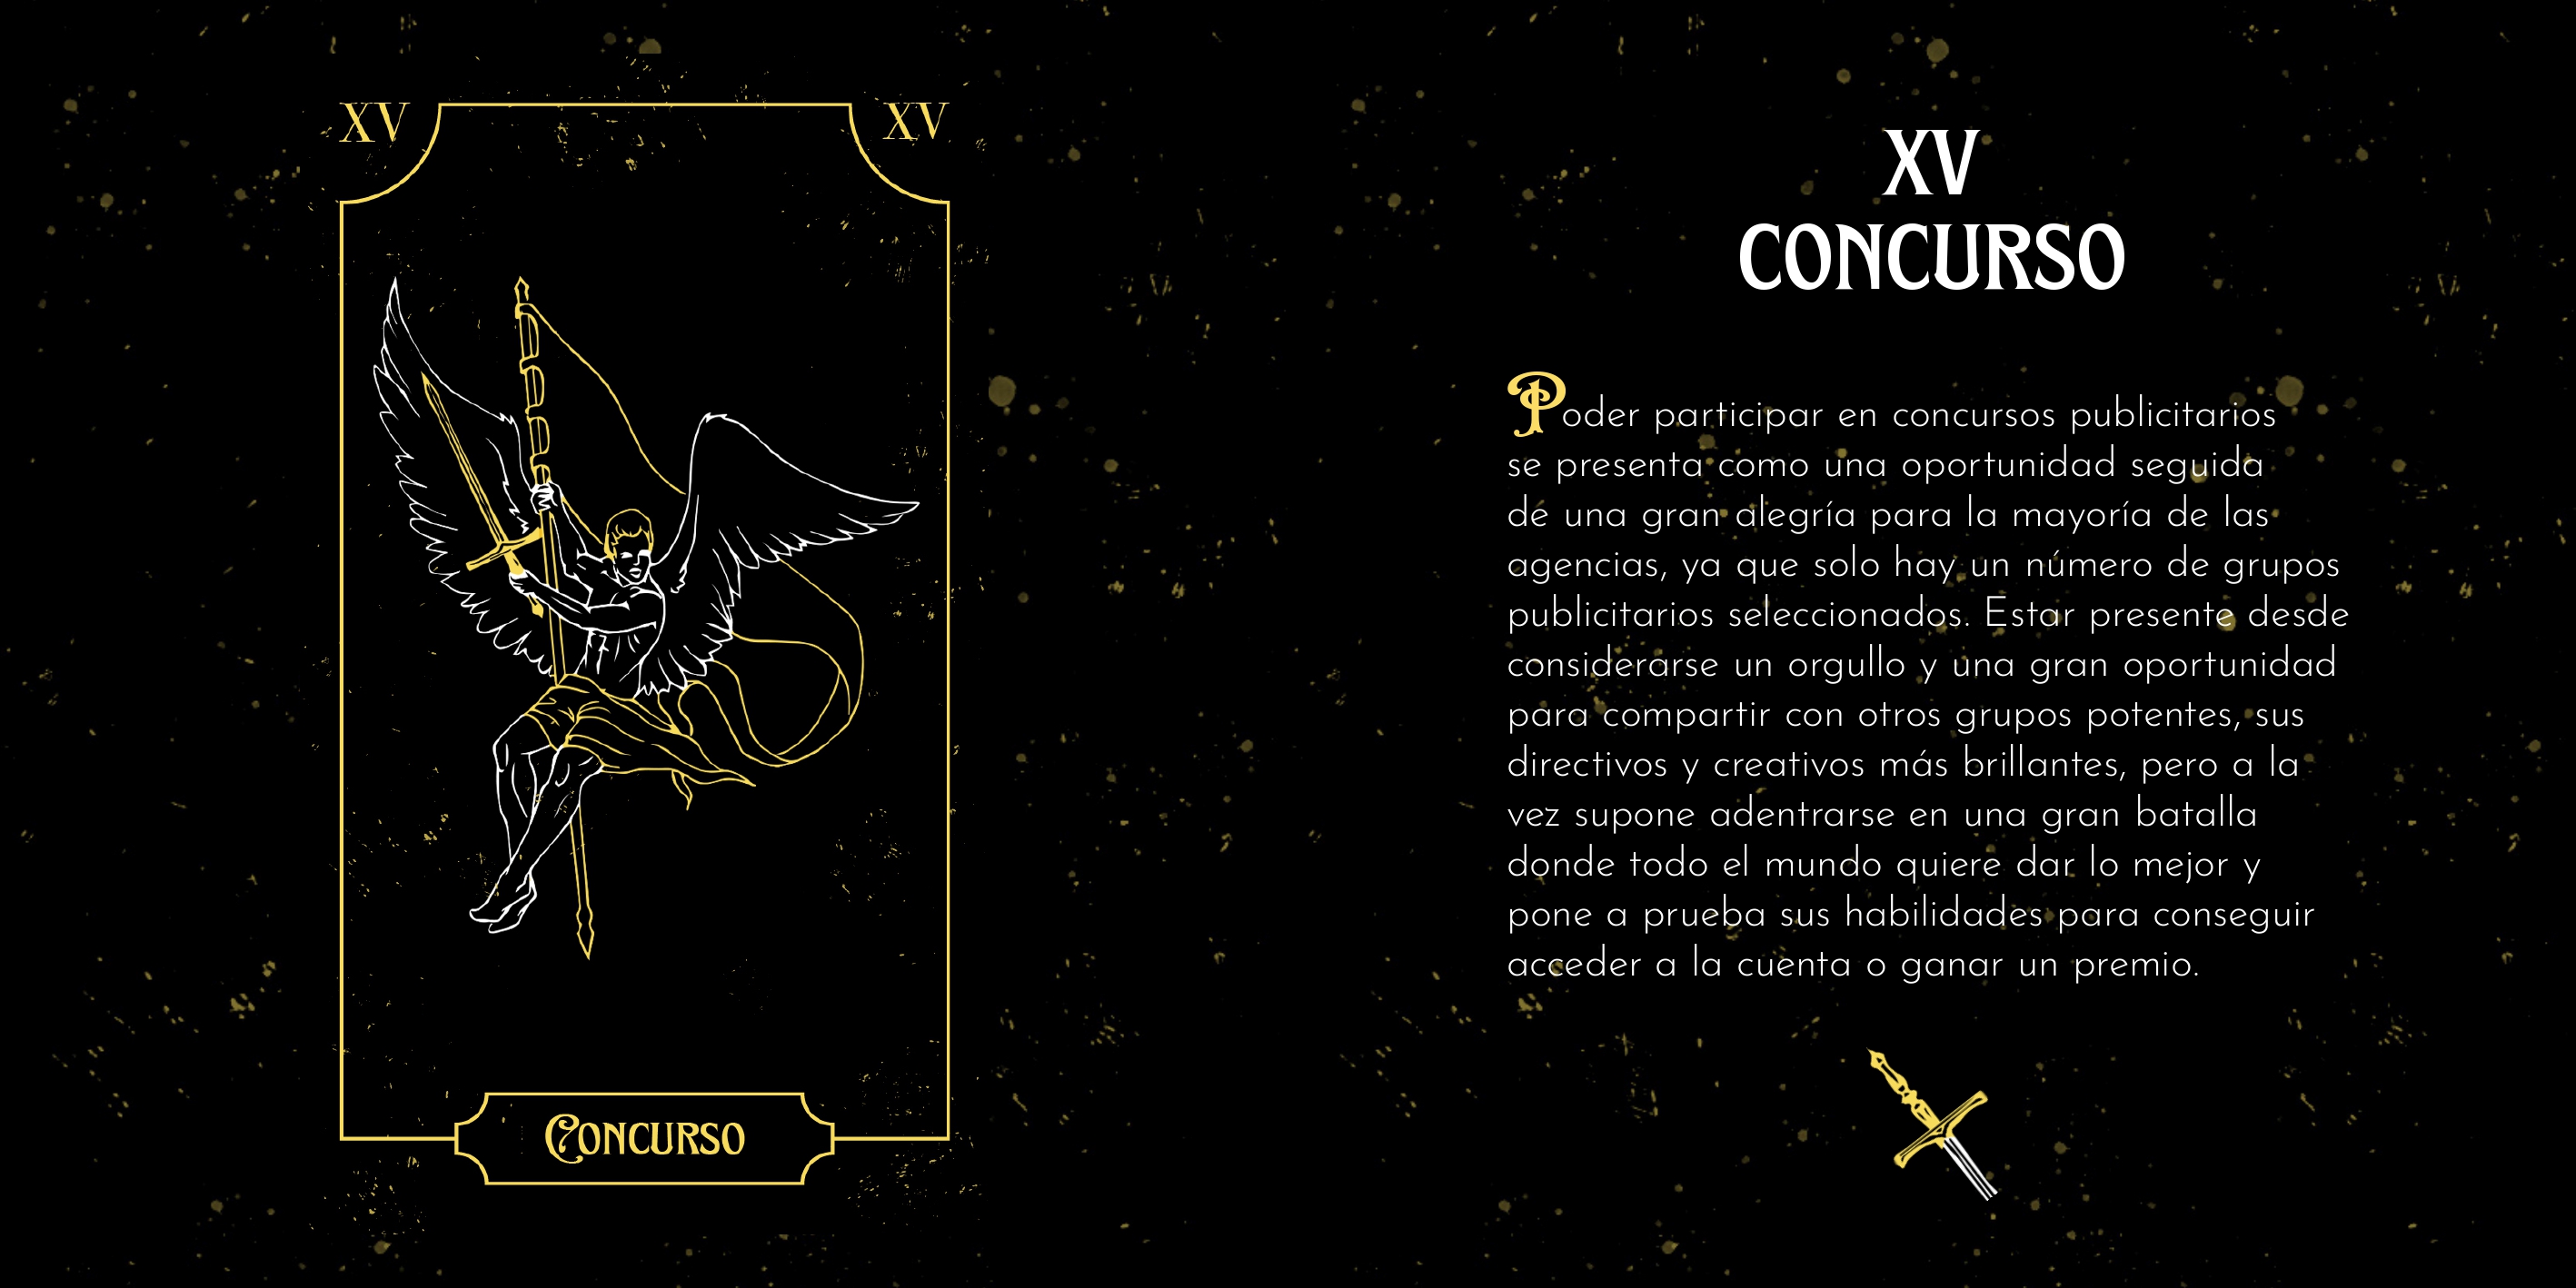 XV XV
CONCURSO
XV
CONCURSO
Poder participar en concursos publicitarios
se presenta como una oportunidad seguida
de una gran alegría para la mayoría de las
agencias, ya que solo hay un número de grupos
publicitarios seleccionados. Estar presente desde
considerarse un orgullo y una gran oportunidad
para compartir con otros grupos potentes, sus
directivos y creativos más brillantes, pero a la
vez supone adentrarse en una gran batalla
donde todo el mundo quiere dar lo mejor y
pone a prueba sus habilidades para conseguir
acceder a la cuenta o ganar un premio.